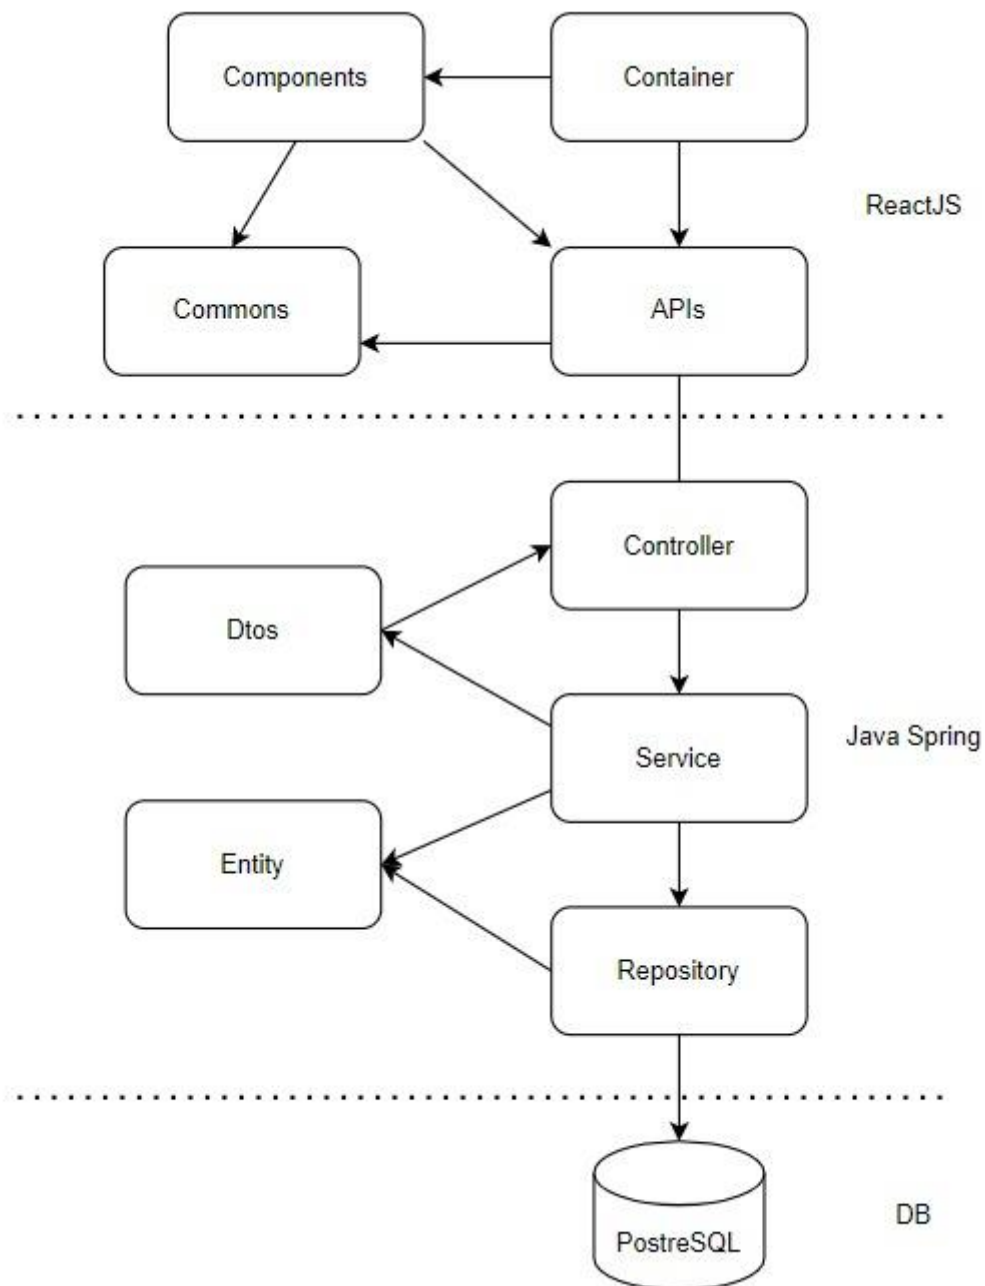 Components
Container
ReactJS
Commons
APIs
Controller
Dtos
Java Spring
Service
Entity
Repository
DB
PostreSQL